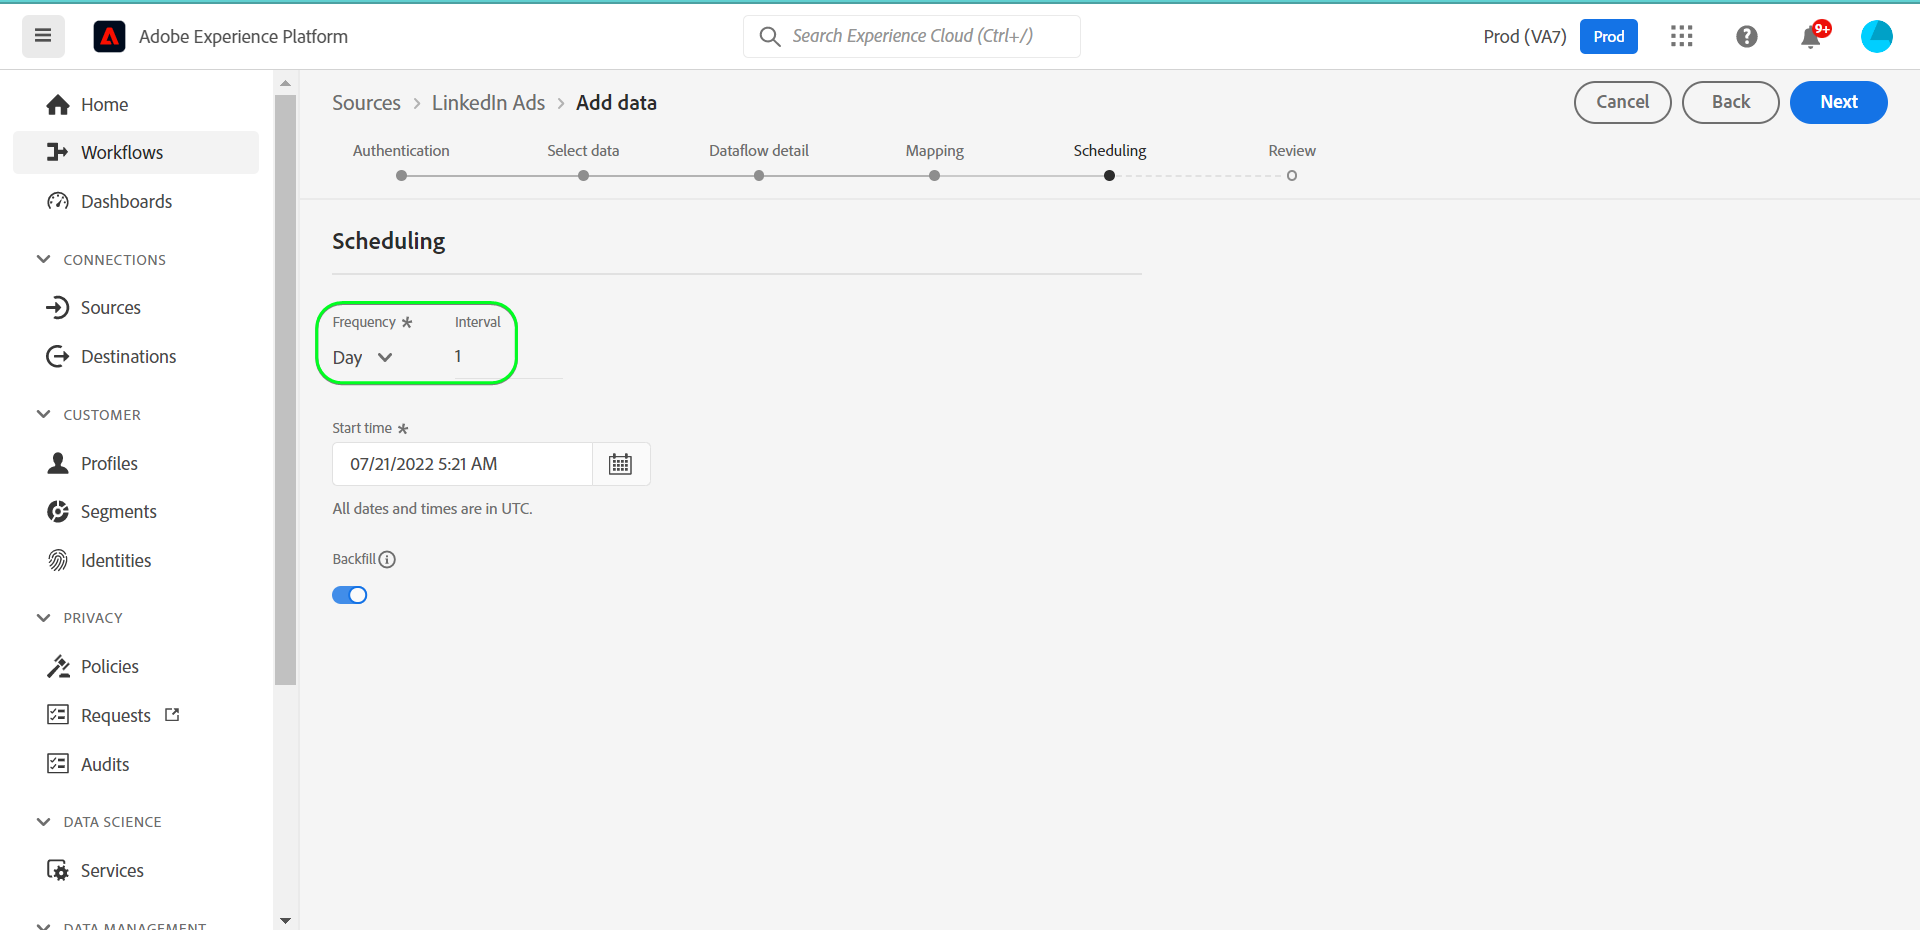 Adobe Experience Platform
Search Experience Cloud (Ctrl+/)
Prod (VA7)
Prod
9+
Home
Workflows
Dashboards
CONNECTIONS
Sources
Destinations
CUSTOMER
Profiles
Segments
Identities
PRIVACY
Policies
Requests
Audits
DATA SCIENCE
Services
DATA MANAGEMENT
Sources > LinkedIn Ads > Add data
Cancel
Back
Next
Authentication
Select data
Dataflow detail
Mapping
Scheduling
Review
Scheduling
Frequency * Interval
Day 1
Start time *
07/21/2022 5:21 AM
All dates and times are in UTC.
Backfill